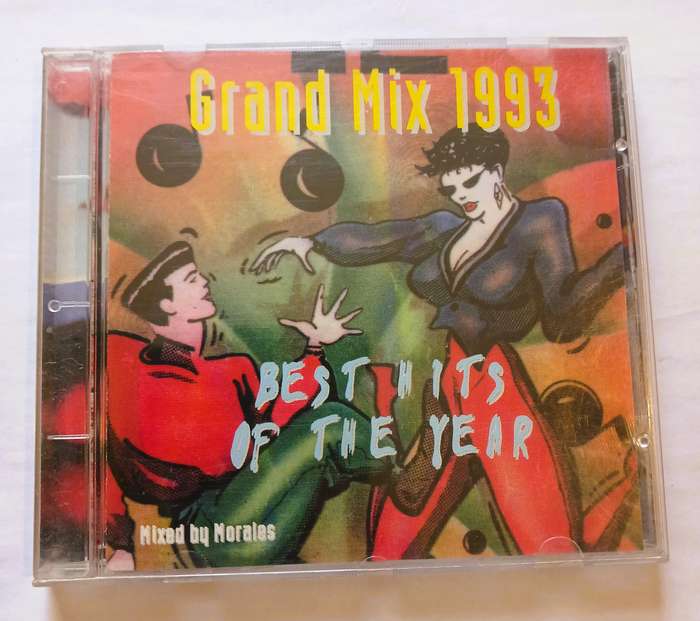 Grand Mix 1993
BEST HITS
OF THE YEAR
Mixed by Morales